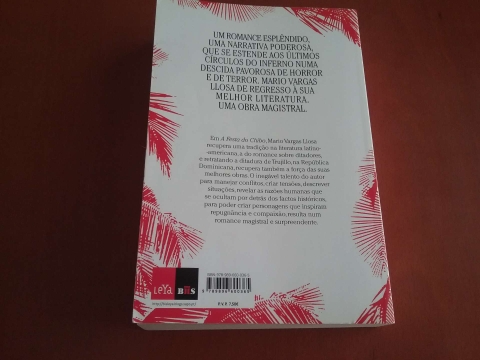 UM ROMANCE ESPLÊNDIDO,
UMA NARRATIVA PODEROSA,
QUE SE ESTENDE AOS ÚLTIMOS
CÍRCULOS DO INFERNO NUMA
DESCIDA PAVOROSA DE HORROR
E DE TERROR. MARIO VARGAS
LLOSA DE REGRESSO À SUA
MELHOR LITERATURA.
UMA OBRA MAGISTRAL.
Em A Festa do Chibo, Mario Vargas Llosa
recupera uma tradição na literatura latino-
americana, a do romance sobre ditadores,
e retratando a ditadura de Trujillo, na República
Dominicana, recupera também a força das suas
melhores obras. O inegável talento do autor
para manejar conflitos, criar tensões, descrever
situações, revelar as razões humanas que
se ocultam por detrás dos factos históricos,
para poder criar personagens que inspiram
repugnância e compaixão, resulta num
romance magistral e surpreendente.
leYa
BIS
P.V.P. 7.50€